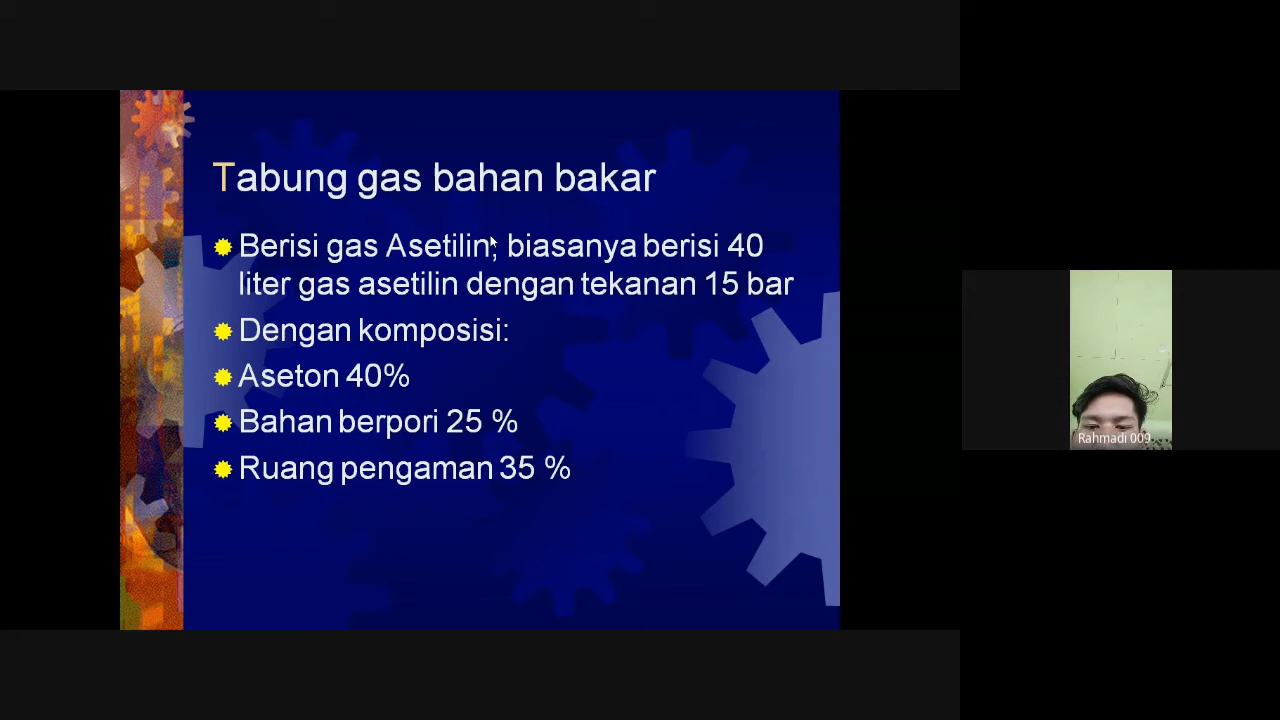 Tabung gas bahan bakar
Berisi gas Asetilin, biasanya berisi 40
liter gas asetilin dengan tekanan 15 bar
Dengan komposisi:
Aseton 40%
Bahan berpori 25 %
Ruang pengaman 35 %
Rahmadi 009